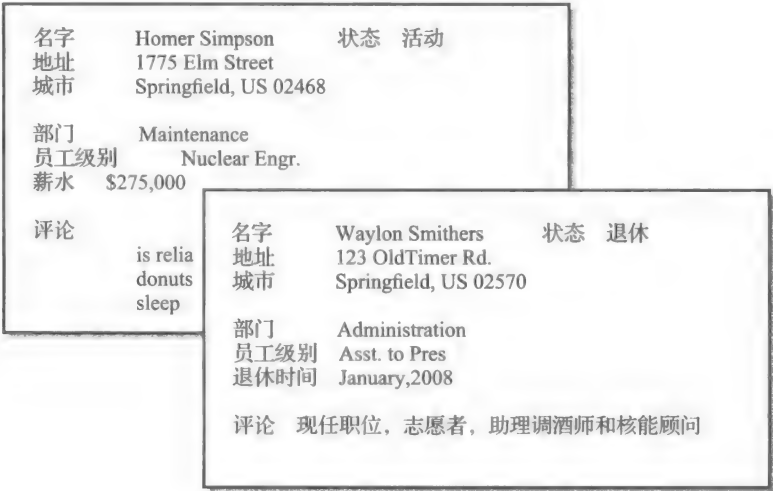 名字 Homer Simpson 状态 活动
地址 1775 Elm Street
城市 Springfield, US 02468
部门 Maintenance
员工级别 Nuclear Engr.
薪水 $275,000
评论
is relia
donuts
sleep
名字 Waylon Smithers 状态 退休
地址 123 OldTimer Rd.
城市 Springfield, US 02570
部门 Administration
员工级别 Asst. to Pres
退休时间 January,2008
评论 现任职位，志愿者，助理调酒师和核能顾问